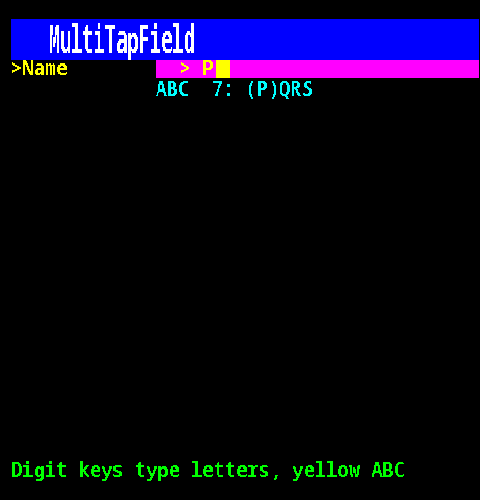 MultiTapField
>Name > P
ABC 7: (P)QRS
Digit keys type letters, yellow ABC